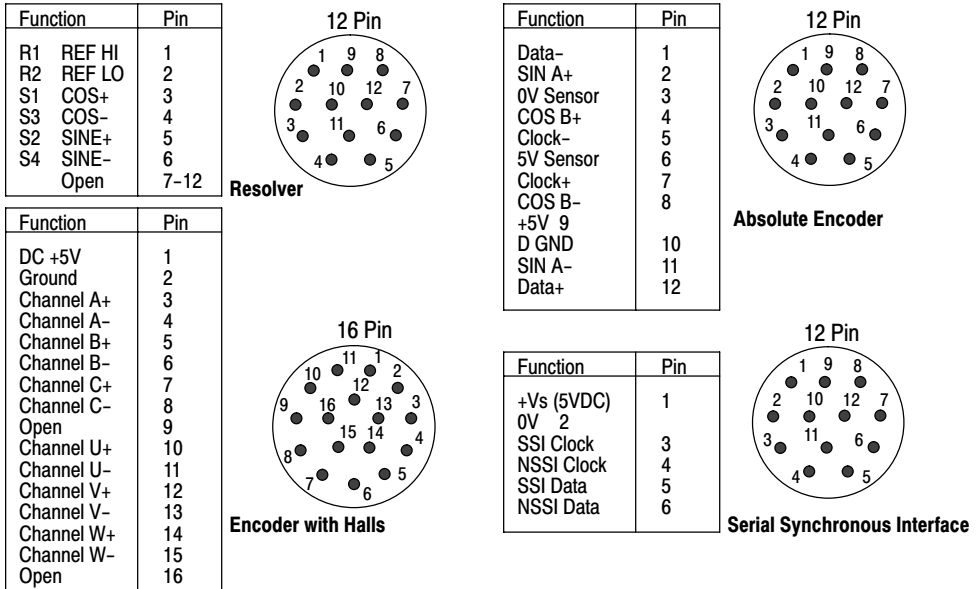 Function Pin
R1 REF HI 1
R2 REF LO 2
S1 COS+ 3
S3 COS– 4
S2 SINE+ 5
S4 SINE– 6
Open 7–12
12 Pin
1 9 8
2 10 12 7
3 11 6
4 5
Resolver
Function Pin
Data– 1
SIN A+ 2
0V Sensor 3
COS B+ 4
Clock– 5
5V Sensor 6
Clock+ 7
COS B– 8
+5V 9
D GND 10
SIN A– 11
Data+ 12
12 Pin
1 9 8
2 10 12 7
3 11 6
4 5
Absolute Encoder
Function Pin
DC +5V 1
Ground 2
Channel A+ 3
Channel A– 4
Channel B+ 5
Channel B– 6
Channel C+ 7
Channel C– 8
Open 9
Channel U+ 10
Channel U– 11
Channel V+ 12
Channel V– 13
Channel W+ 14
Channel W– 15
Open 16
16 Pin
11 1
10 12 2
9 16 13 3
15 14 4
8
7 5
6
Encoder with Halls
Function Pin
+Vs (5VDC) 1
0V 2
SSI Clock 3
NSSI Clock 4
SSI Data 5
NSSI Data 6
12 Pin
1 9 8
2 10 12 7
3 11 6
4 5
Serial Synchronous Interface